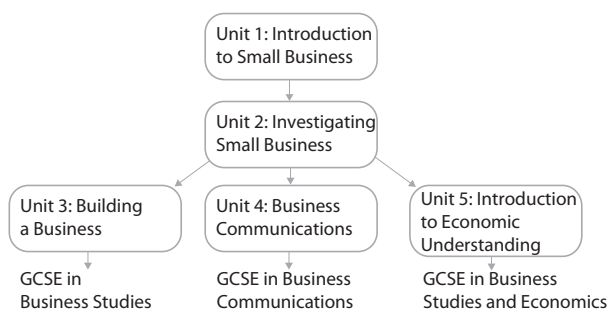 Unit 1: Introduction
to Small Business
Unit 2: Investigating
Small Business
Unit 3: Building
a Business
Unit 4: Business
Communications
Unit 5: Introduction
to Economic
Understanding
GCSE in
Business Studies
GCSE in Business
Communications
GCSE in Business
Studies and Economics